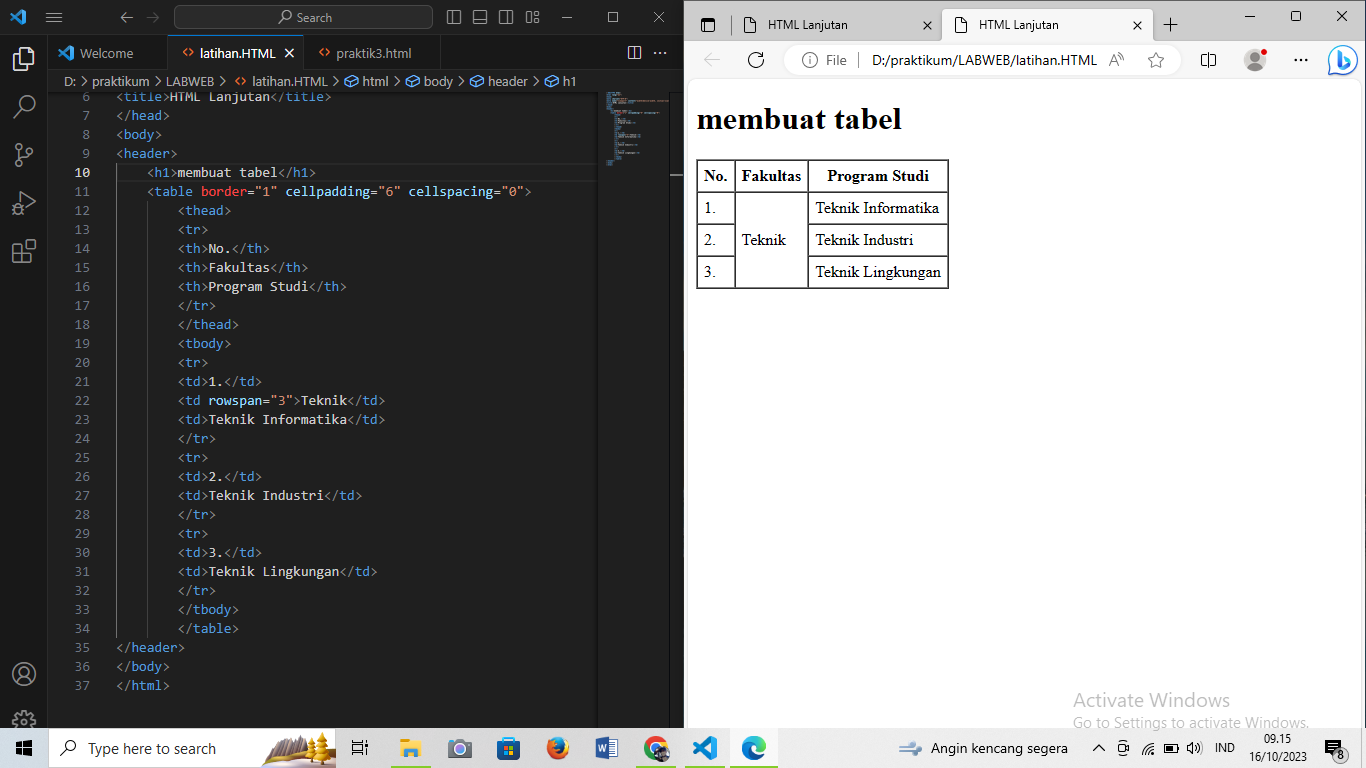 Search
Welcome
latihan.HTML
praktik3.html
D: > praktikum > LABWEB > latihan.HTML > html > body > header > h1
6 <title>HTML Lanjutan</title>
7 </head>
8 <body>
9 <header>
10 <h1>membuat tabel</h1>
11 <table border="1" cellpadding="6" cellspacing="0">
12 <thead>
13 <tr>
14 <th>No.</th>
15 <th>Fakultas</th>
16 <th>Program Studi</th>
17 </tr>
18 </thead>
19 <tbody>
20 <tr>
21 <td>1.</td>
22 <td rowspan="3">Teknik</td>
23 <td>Teknik Informatika</td>
24 </tr>
25 <tr>
26 <td>2.</td>
27 <td>Teknik Industri</td>
28 </tr>
29 <tr>
30 <td>3.</td>
31 <td>Teknik Lingkungan</td>
32 </tr>
33 </tbody>
34 </table>
35 </header>
36 </body>
37 </html>
HTML Lanjutan
HTML Lanjutan
File
D:/praktikum/LABWEB/latihan.HTML
membuat tabel
No. Fakultas Program Studi
1. Teknik Informatika
2. Teknik Teknik Industri
3. Teknik Lingkungan
Activate Windows
Go to Settings to activate Windows.
Type here to search
Angin kencang segera
IND
09.15
16/10/2023
8